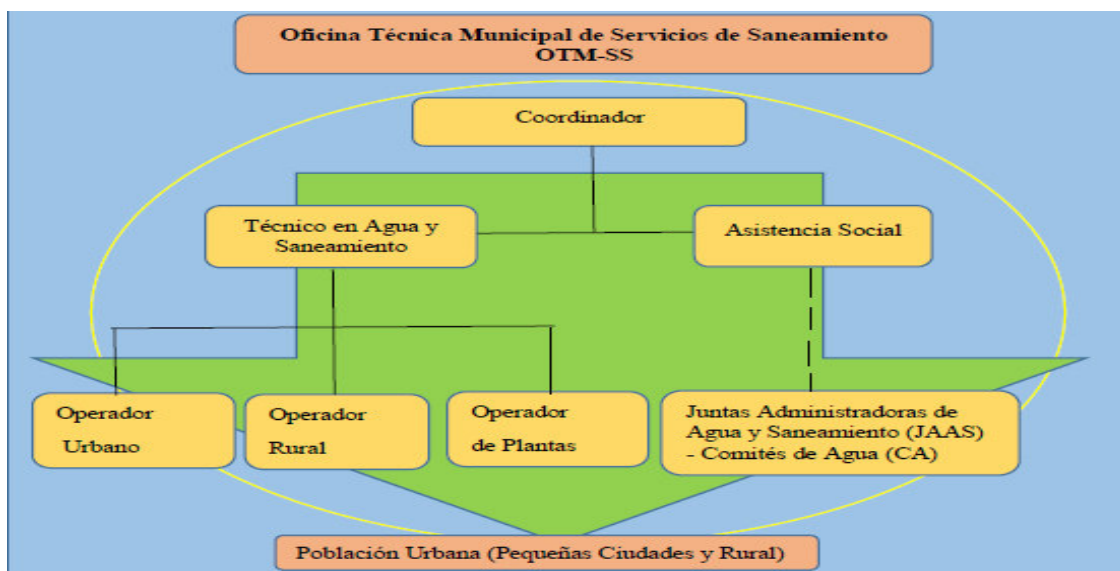 Oficina Técnica Municipal de Servicios de Saneamiento
OTM-SS
Coordinador
Técnico en Agua y
Saneamiento
Asistencia Social
Operador
Urbano
Operador
Rural
Operador
de Plantas
Juntas Administradoras de
Agua y Saneamiento (JAAS)
- Comités de Agua (CA)
Población Urbana (Pequeñas Ciudades y Rural)